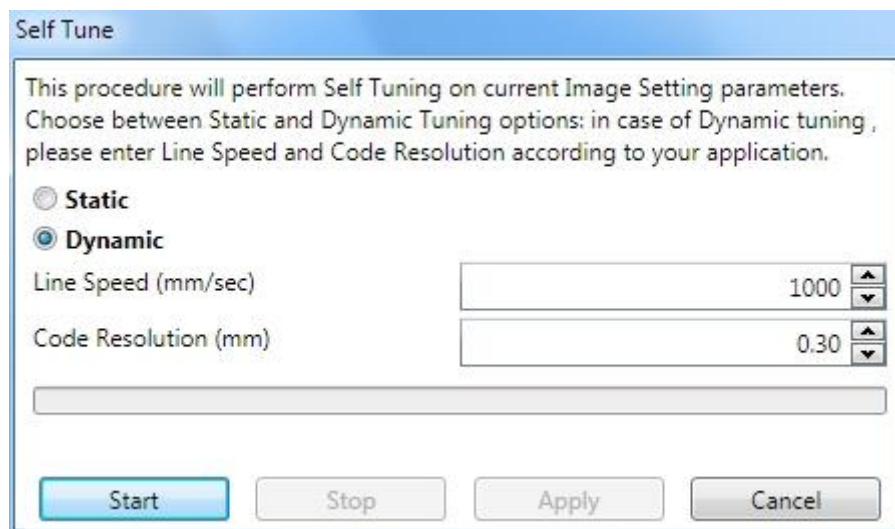 Self Tune
This procedure will perform Self Tuning on current Image Setting parameters.
Choose between Static and Dynamic Tuning options: in case of Dynamic tuning ,
please enter Line Speed and Code Resolution according to your application.
Static
Dynamic
Line Speed (mm/sec) 1000
Code Resolution (mm) 0.30
Start Stop Apply Cancel